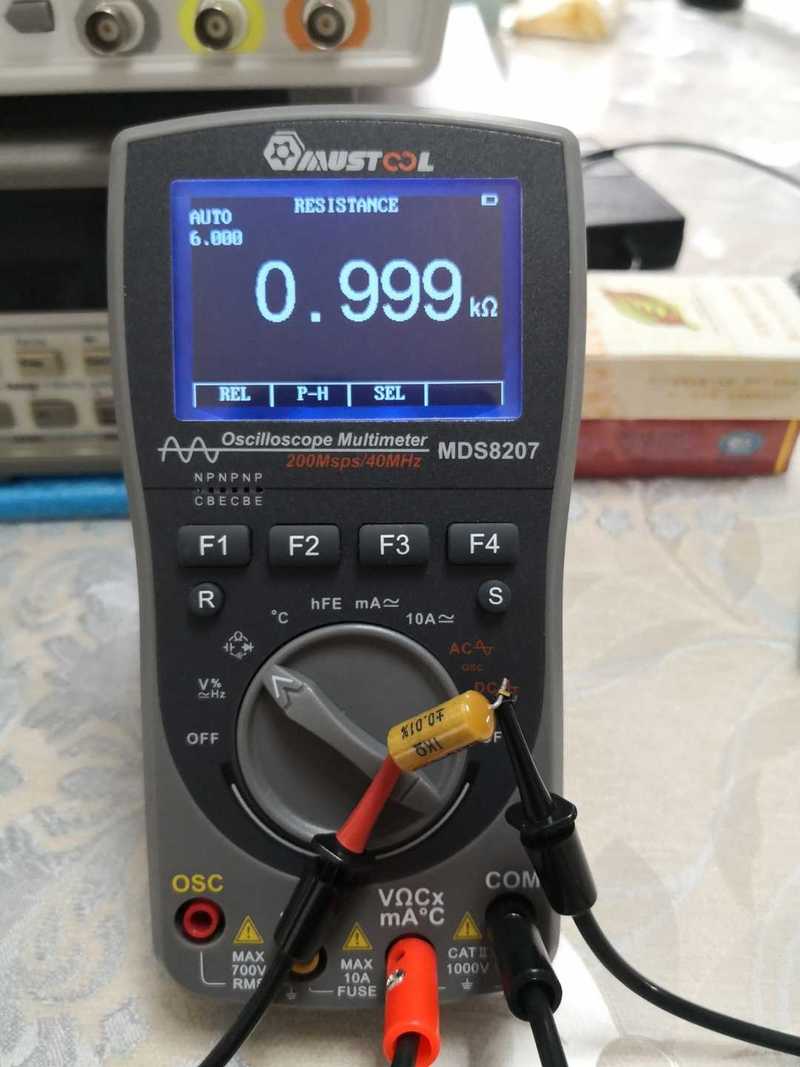 MUSTOOL
RESISTANCE
AUTO
6.000
0.999 kΩ
REL P-H SEL
Oscilloscope Multimeter
200Msps/40MHz
MDS8207
NPNPNP
CBECBE
F1 F2 F3 F4
R
S
°C
hFE
mA≂
10A≂
Ω
V%
≂Hz
OFF
AC
OSC
DC
±0.01%
1KΩ
OSC
VΩCx
mA°C
COM
MAX
700V
MAX
10A
FUSE
CAT II
1000V